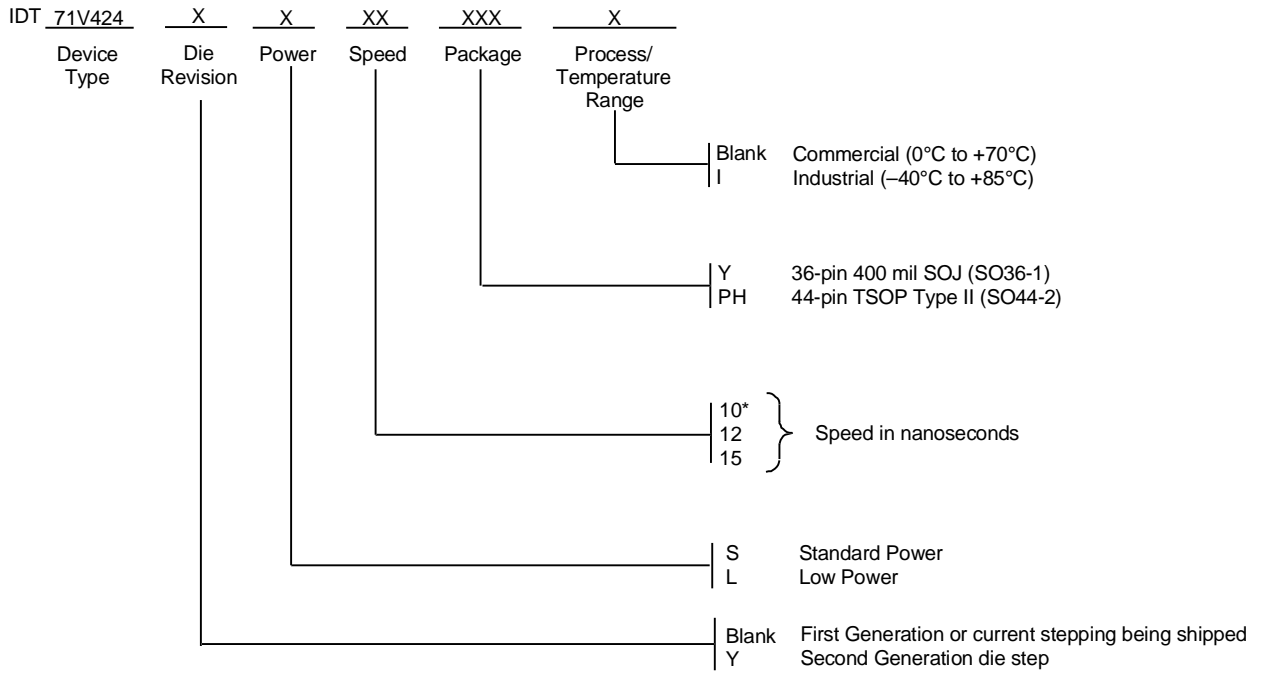 IDT 71V424 X X XX XXX X
Device Type
Die Revision
Power
Speed
Package
Process/ Temperature Range
Blank Commercial (0°C to +70°C)
I Industrial (–40°C to +85°C)
Y 36-pin 400 mil SOJ (SO36-1)
PH 44-pin TSOP Type II (SO44-2)
10*
12 Speed in nanoseconds
15
S Standard Power
L Low Power
Blank First Generation or current stepping being shipped
Y Second Generation die step